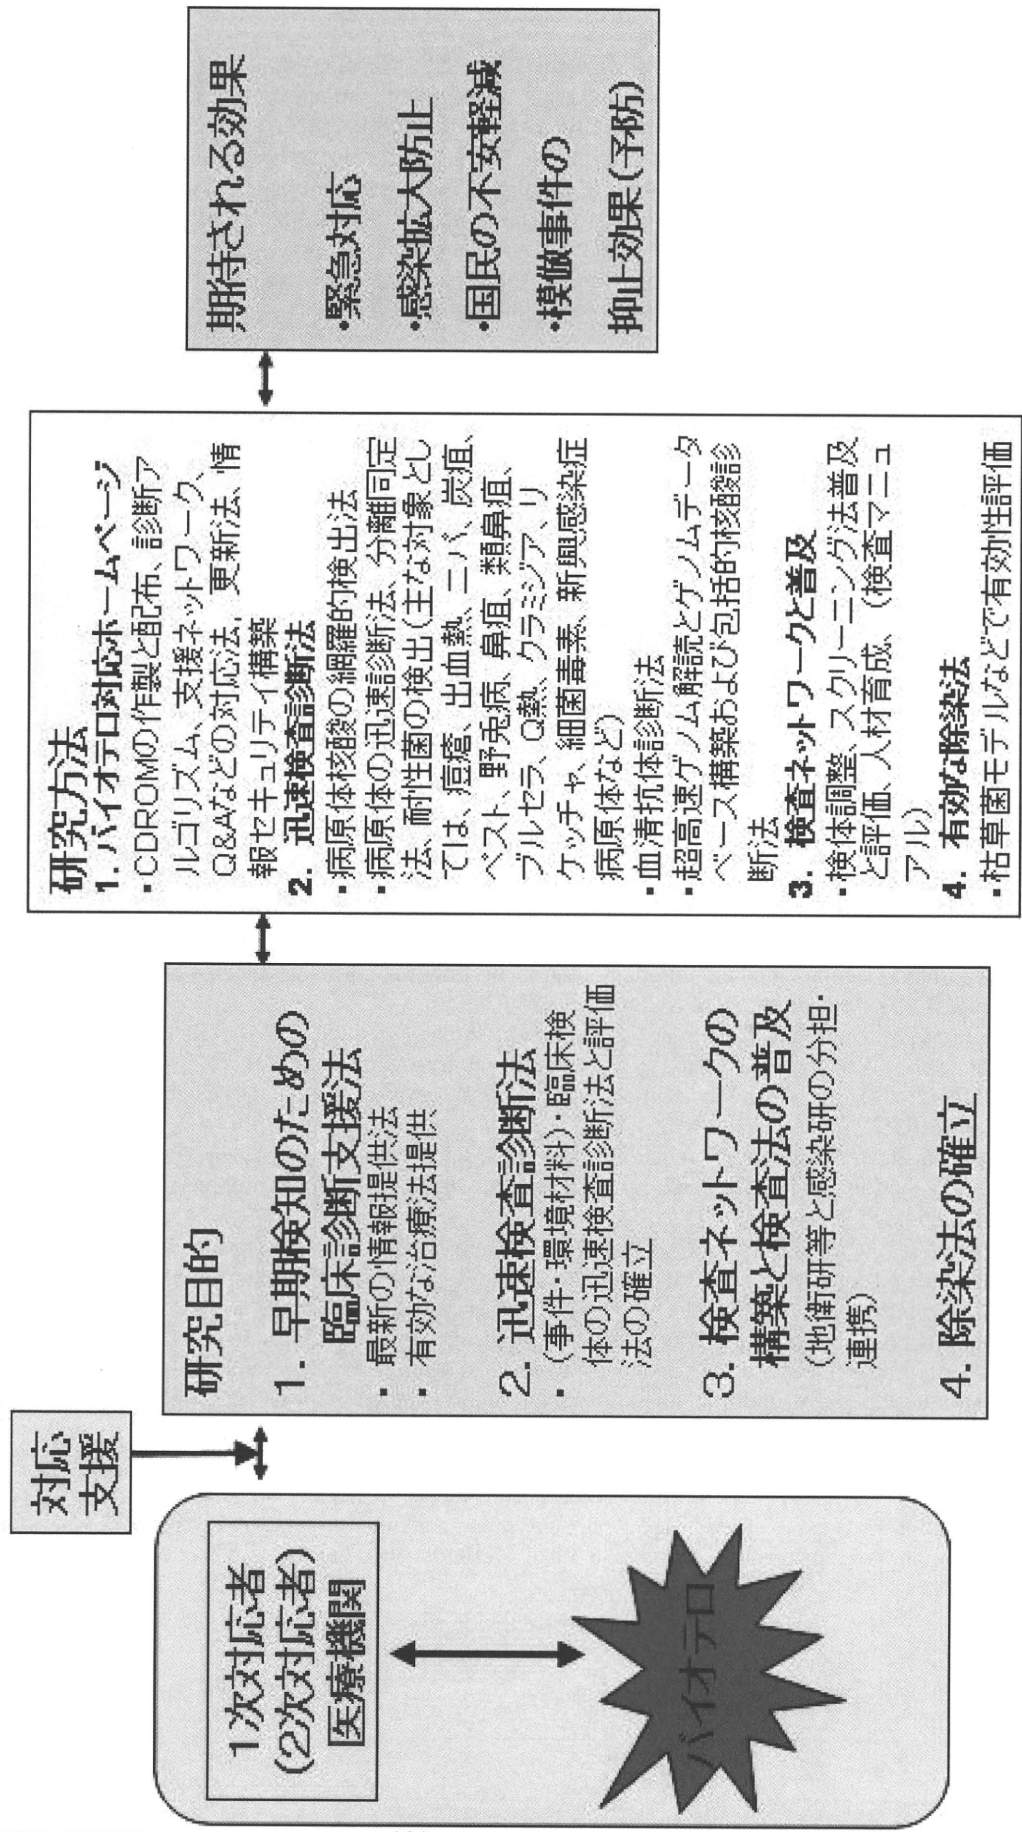 対応
支援
1次対応者
(2次対応者)
医療機関
バイオテロ
研究目的
1. 早期検知のための
臨床診断支援法
・ 最新の情報提供法
・ 有効な治療法提供
2. 迅速検査診断法
・ (事件・環境材料)・臨床検
体の迅速検査診断法と評価
法の確立
3. 検査ネットワークの
構築と検査法の普及
(地衛研等と感染研の分担・
連携)
4. 除染法の確立
研究方法
1. バイオテロ対応ホームページ
・CDROMの作製と配布、診断ア
ルゴリズム、支援ネットワーク、
Q&Aなどの対応法, 更新法、情
報セキュリティ構築
2. 迅速検査診断法
・病原体核酸の網羅的検出法
・病原体の迅速診断法、分離同定
法、耐性菌の検出(主な対象とし
ては、痘瘡、出血熱、ニパ、炭疽、
ペスト、野兎病、鼻疽、類鼻疽、
ブルセラ、Q熱、クラミジア、リ
ケッチャ、細菌毒素、新興感染症
病原体など)
・血清抗体診断法
・超高速ゲノム解読とゲノムデータ
ベース構築および包括的核酸診
断法
3. 検査ネットワークと普及
・検体調整、スクリーニング法普及
と評価、人材育成、(検査マニュ
アル)
4. 有効な除染法
・枯草菌モデルなどで有効性評価
期待される効果
・緊急対応
・感染拡大防止
・国民の不安軽減
・模倣事件の
抑止効果(予防)